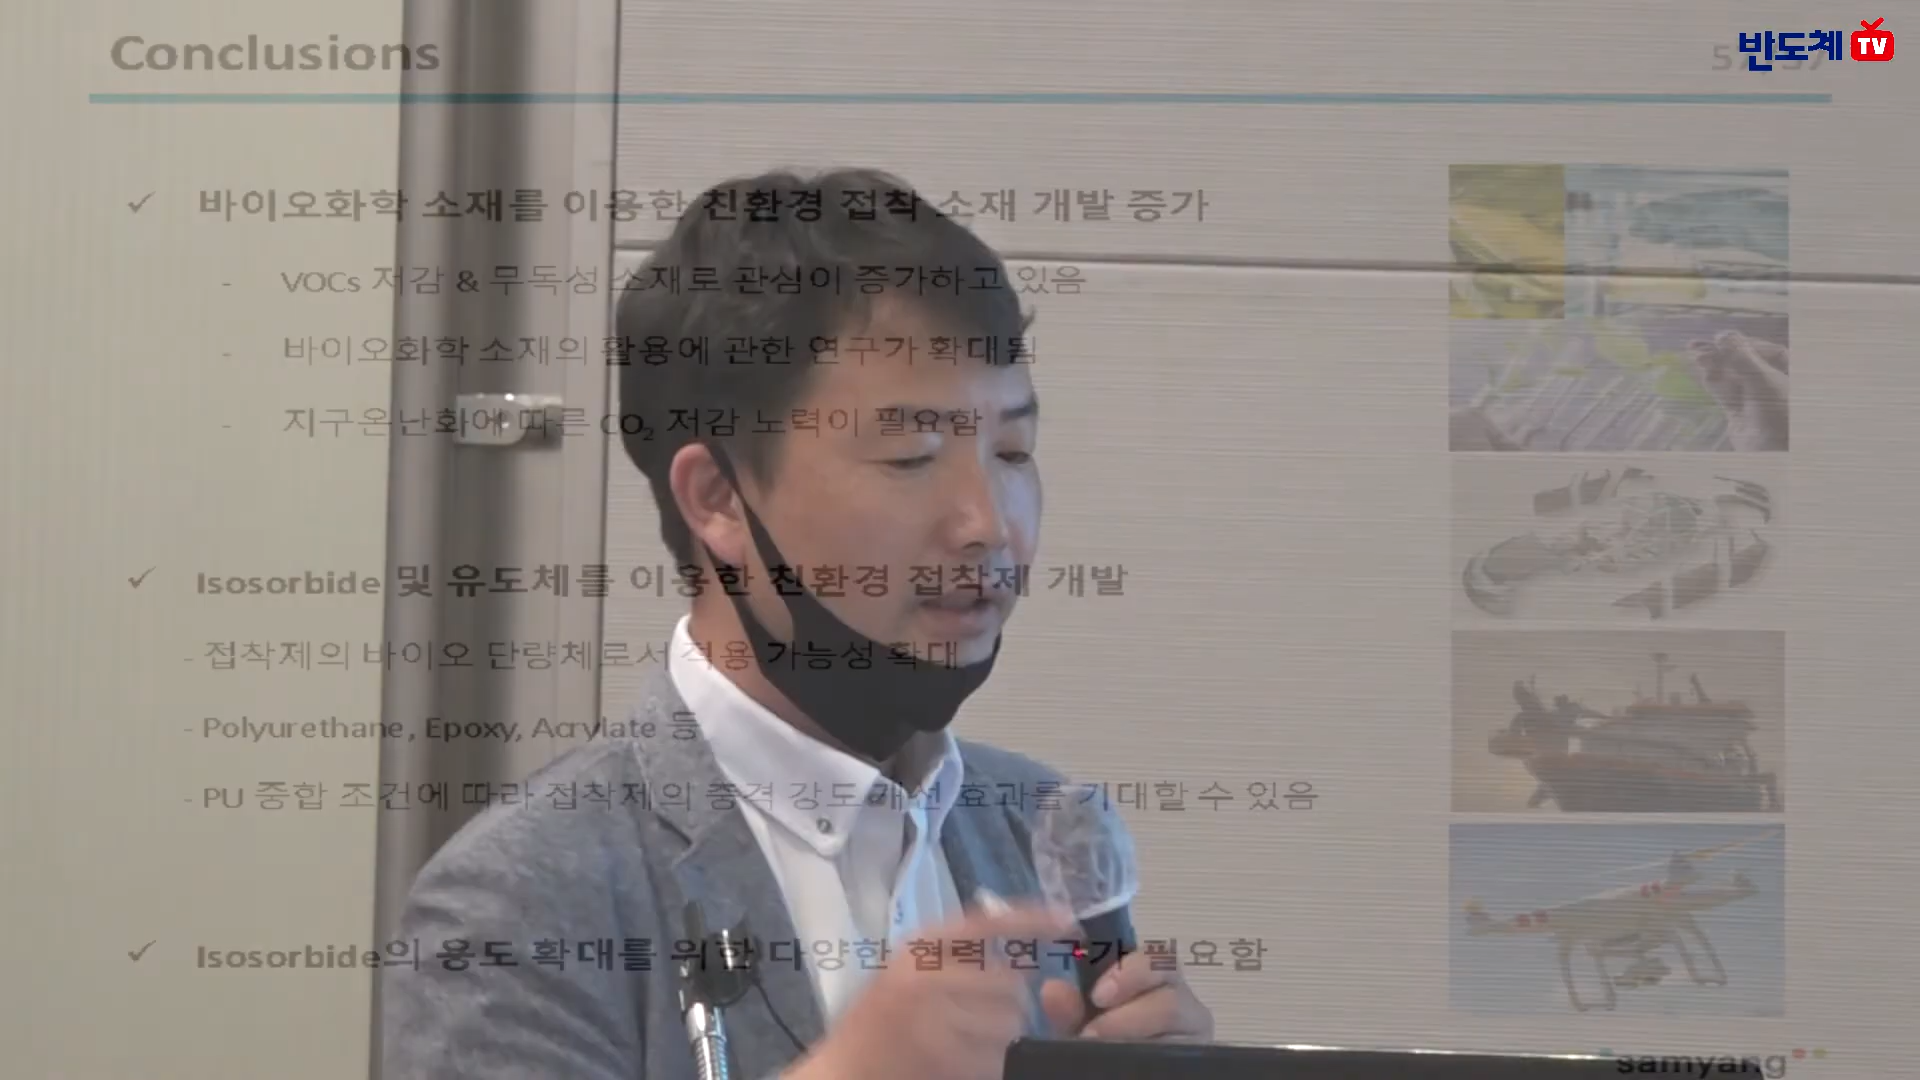 Conclusions
반도체 TV
✓ 바이오화학 소재를 이용한 친환경 접착 소재 개발 증가
- VOCs 저감 & 무독성 소재로 관심이 증가하고 있음
- 바이오화학 소재의 활용에 관한 연구가 확대됨
- 지구온난화에 따른 CO₂ 저감 노력이 필요함
✓ Isosorbide 및 유도체를 이용한 친환경 접착제 개발
- 접착제의 바이오 단량체로서 적용 가능성 확대
- Polyurethane, Epoxy, Acrylate 등
- PU 중합 조건에 따라 접착제의 충격 강도 개선 효과를 기대할 수 있음
✓ Isosorbide의 용도 확대를 위한 다양한 협력 연구가 필요함
samyang